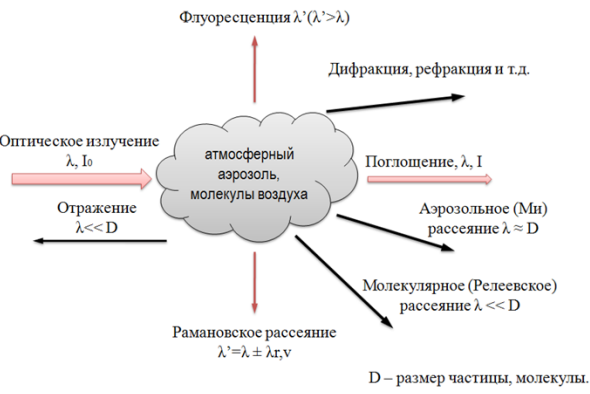 Флуоресценция λ’(λ’>λ)
Дифракция, рефракция и т.д.
Оптическое излучение
λ, I₀
атмосферный
аэрозоль,
молекулы воздуха
Поглощение, λ, I
Отражение
λ<< D
Аэрозольное (Ми)
рассеяние λ ≈ D
Молекулярное (Релеевское)
рассеяние λ << D
Рамановское рассеяние
λ’=λ ± λr,v
D – размер частицы, молекулы.